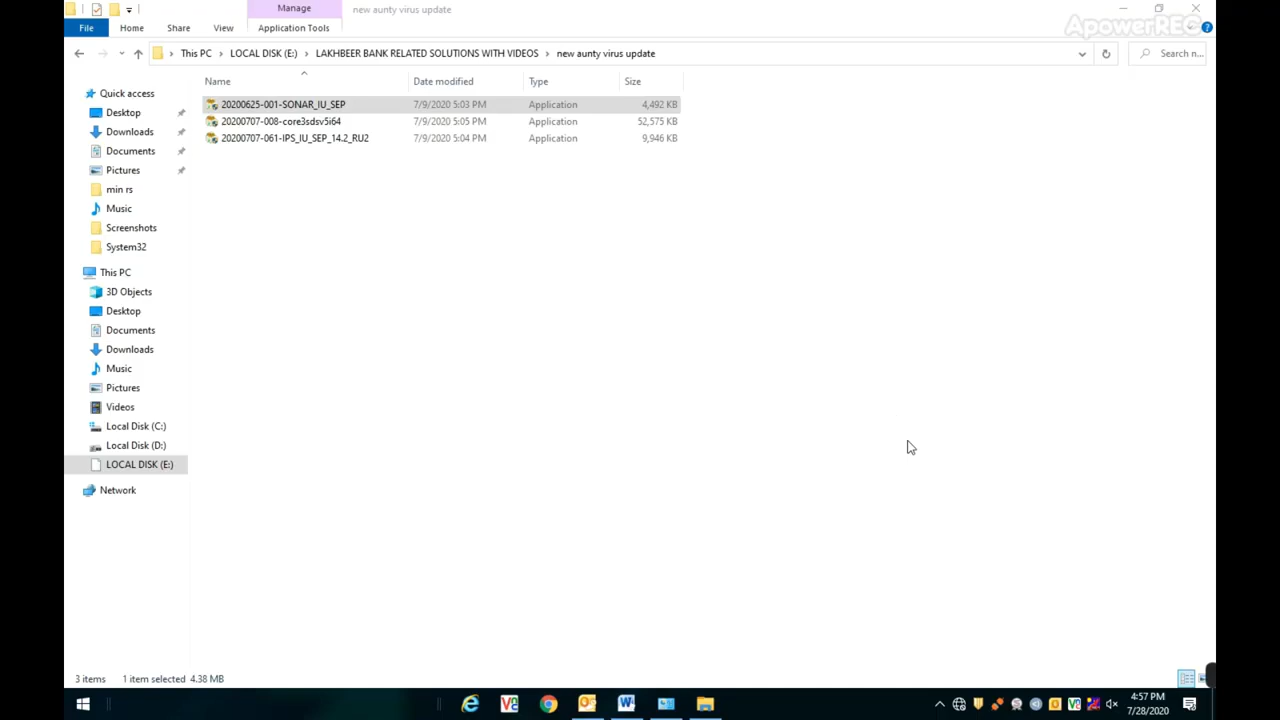 Manage new aunty virus update
ApowerREC
File Home Share View Application Tools
This PC LOCAL DISK (E:) LAKHBEER BANK RELATED SOLUTIONS WITH VIDEOS new aunty virus update Search n...
Name Date modified Type Size
Quick access
20200625-001-SONAR_IU_SEP 7/9/2020 5:03 PM Application 4,492 KB
Desktop
20200707-008-core3sdsv5i64 7/9/2020 5:05 PM Application 52,575 KB
Downloads
20200707-061-IPS_IU_SEP_14.2_RU2 7/9/2020 5:04 PM Application 9,946 KB
Documents
Pictures
min rs
Music
Screenshots
System32
This PC
3D Objects
Desktop
Documents
Downloads
Music
Pictures
Videos
Local Disk (C:)
Local Disk (D:)
LOCAL DISK (E:)
Network
3 items 1 item selected 4.38 MB
4:57 PM
7/28/2020